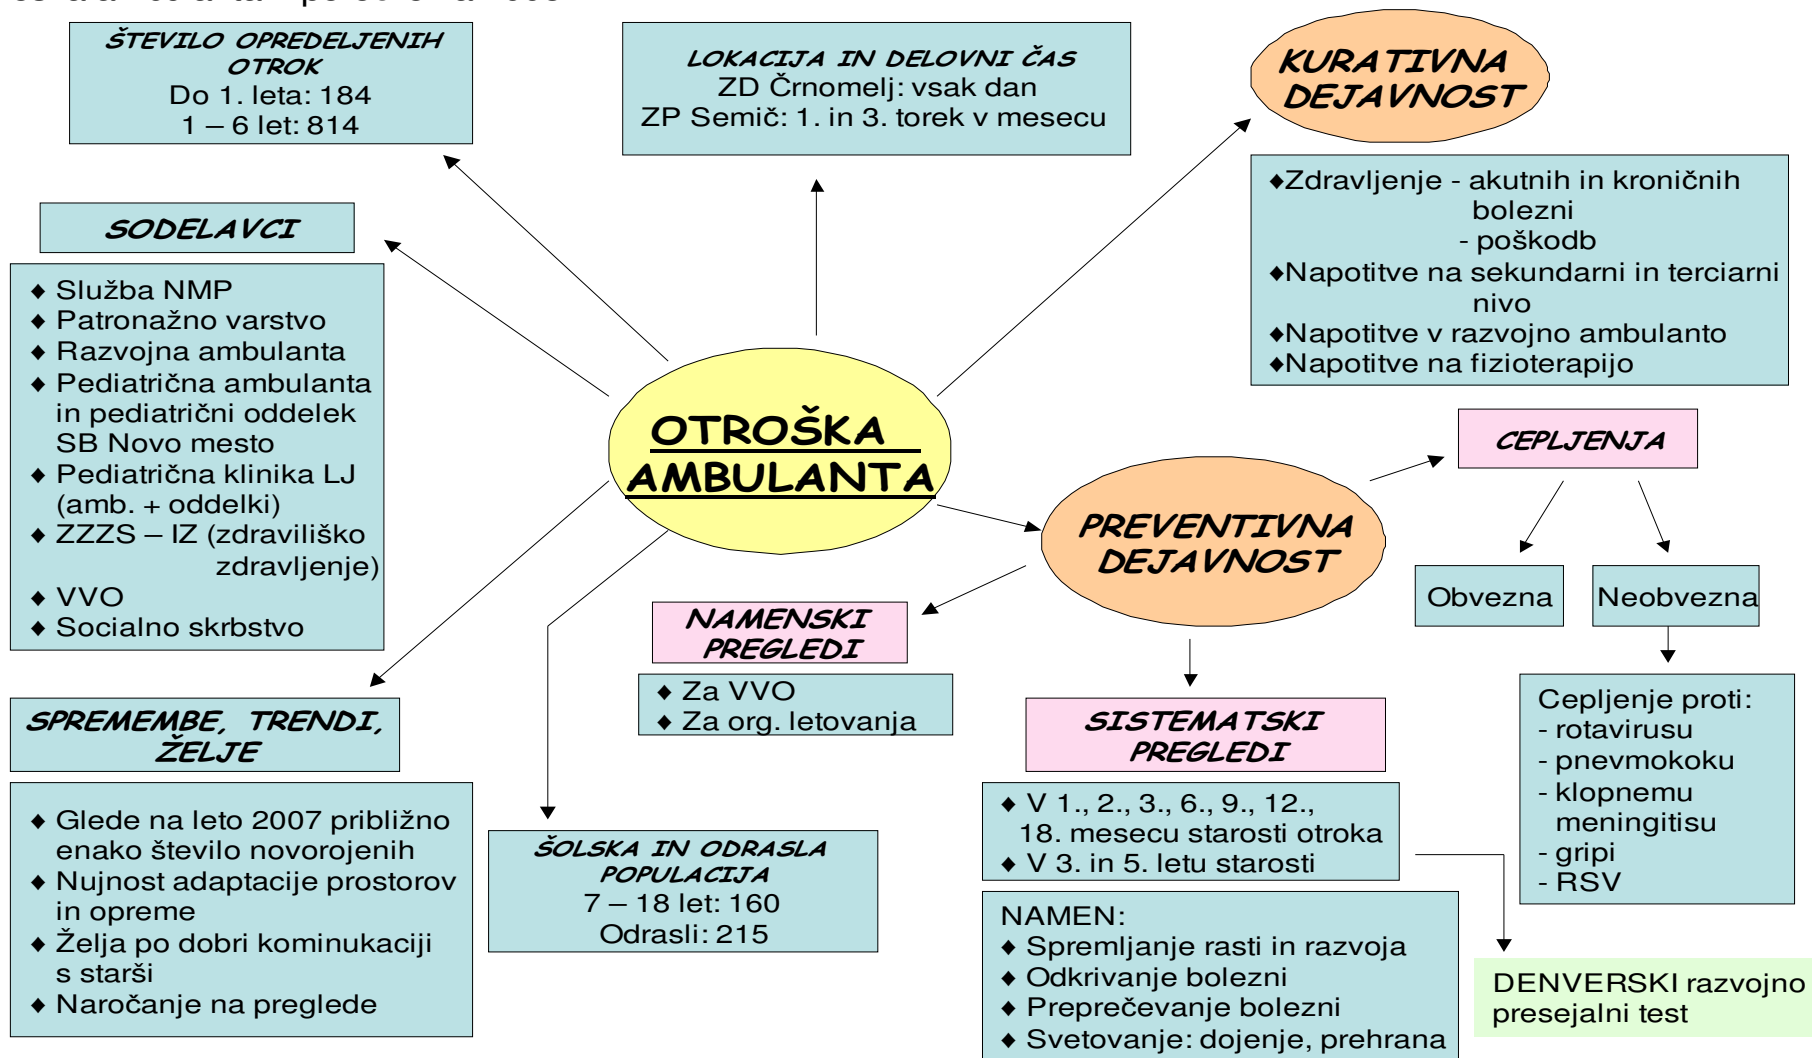 ŠTEVILO OPREDELJENIH
OTROK
Do 1. leta: 184
1 – 6 let: 814
LOKACIJA IN DELOVNI ČAS
ZD Črnomelj: vsak dan
ZP Semič: 1. in 3. torek v mesecu
KURATIVNA
DEJAVNOST
◆Zdravljenje - akutnih in kroničnih
bolezni
- poškodb
◆Napotitve na sekundarni in terciarni
nivo
◆Napotitve v razvojno ambulanto
◆Napotitve na fizioterapijo
SODELAVCI
◆ Služba NMP
◆ Patronažno varstvo
◆ Razvojna ambulanta
◆ Pediatrična ambulanta
in pediatrični oddelek
SB Novo mesto
◆ Pediatrična klinika LJ
(amb. + oddelki)
◆ ZZZS – IZ (zdraviliško
zdravljenje)
◆ VVO
◆ Socialno skrbstvo
OTROŠKA
AMBULANTA
PREVENTIVNA
DEJAVNOST
CEPLJENJA
Obvezna
Neobvezna
Cepljenje proti:
- rotavirusu
- pnevmokoku
- klopnemu
meningitisu
- gripi
- RSV
NAMENSKI
PREGLEDI
◆ Za VVO
◆ Za org. letovanja
SISTEMATSKI
PREGLEDI
◆ V 1., 2., 3., 6., 9., 12.,
18. mesecu starosti otroka
◆ V 3. in 5. letu starosti
NAMEN:
◆ Spremljanje rasti in razvoja
◆ Odkrivanje bolezni
◆ Preprečevanje bolezni
◆ Svetovanje: dojenje, prehrana
DENVERSKI razvojno
presejalni test
SPREMEMBE, TRENDI,
ŽELJE
◆ Glede na leto 2007 približno
enako število novorojenih
◆ Nujnost adaptacije prostorov
in opreme
◆ Želja po dobri kominukaciji
s starši
◆ Naročanje na preglede
ŠOLSKA IN ODRASLA
POPULACIJA
7 – 18 let: 160
Odrasli: 215